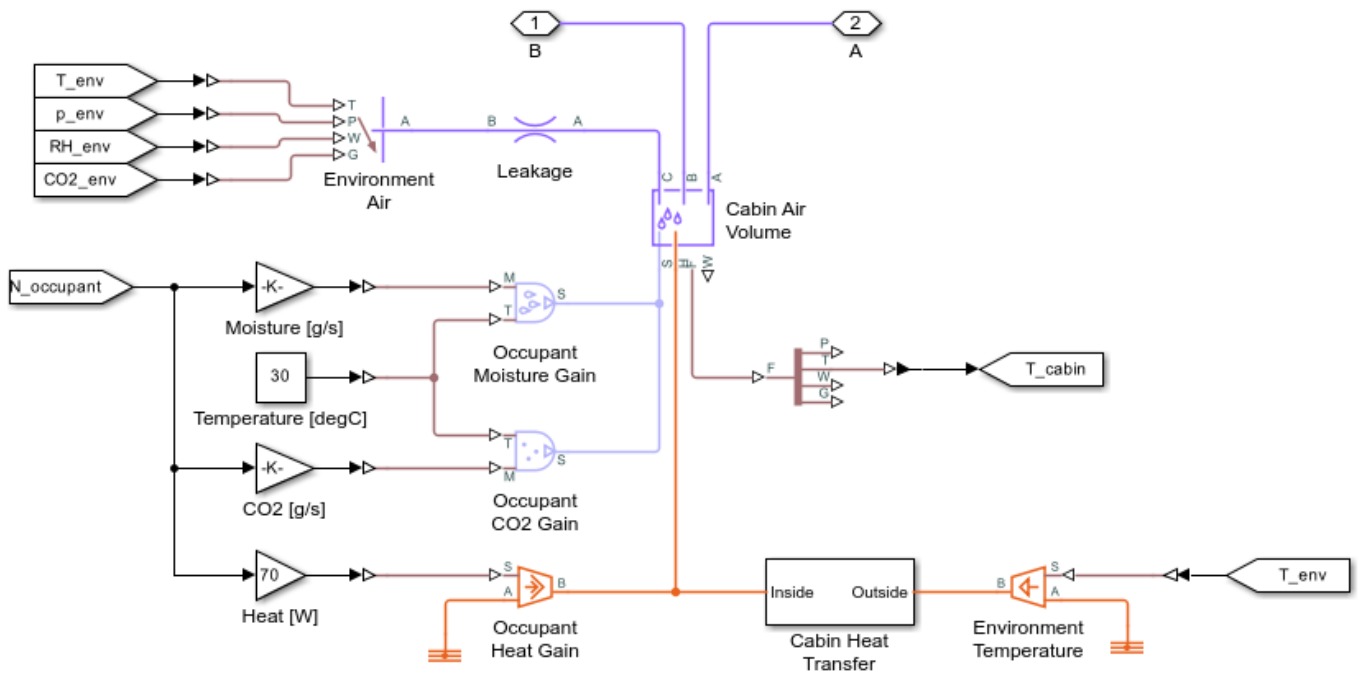 1
B
2
A
T_env
p_env
RH_env
CO2_env
T
P
W
G
A
Environment
Air
B
A
Leakage
C
B
A
Cabin Air
Volume
S
H
F
W
N_occupant
-K-
Moisture [g/s]
M
T
S
Occupant
Moisture Gain
30
Temperature [degC]
-K-
CO2 [g/s]
T
M
S
Occupant
CO2 Gain
F
P
T
W
G
T_cabin
70
Heat [W]
S
A
B
Occupant
Heat Gain
Inside
Outside
Cabin Heat
Transfer
B
S
A
Environment
Temperature
T_env